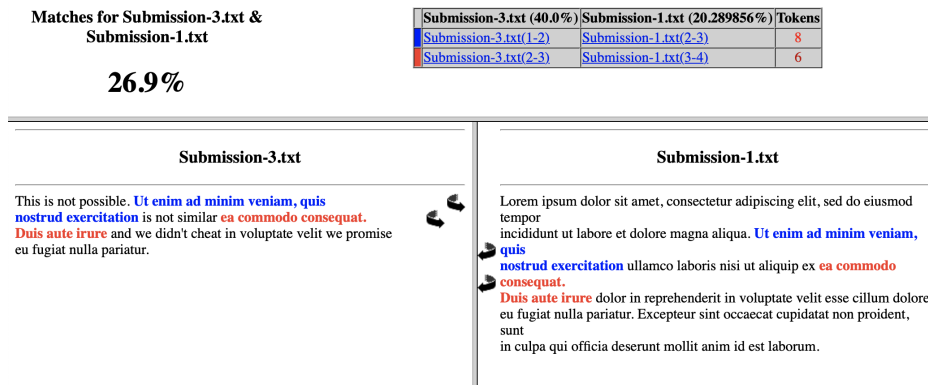 Matches for Submission-3.txt &
Submission-1.txt
26.9%
Submission-3.txt (40.0%) Submission-1.txt (20.289856%) Tokens
Submission-3.txt(1-2) Submission-1.txt(2-3) 8
Submission-3.txt(2-3) Submission-1.txt(3-4) 6
Submission-3.txt
This is not possible. Ut enim ad minim veniam, quis
nostrud exercitation is not similar ea commodo consequat.
Duis aute irure and we didn't cheat in voluptate velit we promise
eu fugiat nulla pariatur.
Submission-1.txt
Lorem ipsum dolor sit amet, consectetur adipiscing elit, sed do eiusmod
tempor
incididunt ut labore et dolore magna aliqua. Ut enim ad minim veniam,
quis
nostrud exercitation ullamco laboris nisi ut aliquip ex ea commodo
consequat.
Duis aute irure dolor in reprehenderit in voluptate velit esse cillum dolore
eu fugiat nulla pariatur. Excepteur sint occaecat cupidatat non proident,
sunt
in culpa qui officia deserunt mollit anim id est laborum.